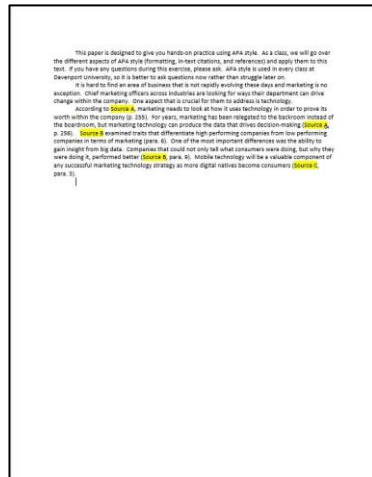 This paper is designed to give you hands-on practice using APA style. As a class, we will go over
the different aspects of APA style (formatting, in-text citations, and references) and apply them to this
text. If you have any questions during this exercise, please ask. APA style is used in every class at
Davenport University, so it is better to ask questions now rather than struggle later on.
It is hard to find an area of business that is not rapidly evolving these days and marketing is no
exception. Chief marketing officers across industries are looking for ways their department can drive
change within the company. One aspect that is crucial for them to address is technology.
According to Source A, marketing needs to look at how it uses technology in order to prove its
worth within the company (p. 255). For years, marketing has been relegated to the backroom instead of
the boardroom, but marketing technology can produce the data that drives decision-making (Source A,
p. 256). Source B examined traits that differentiate high performing companies from low performing
companies in terms of marketing (para. 6). One of the most important differences was the ability to
gain insight from big data. Companies that could not only tell what consumers were doing, but why they
were doing it, performed better (Source B, para. 9). Mobile technology will be a valuable component of
any successful marketing technology strategy as more digital natives become consumers (Source C,
para. 3).